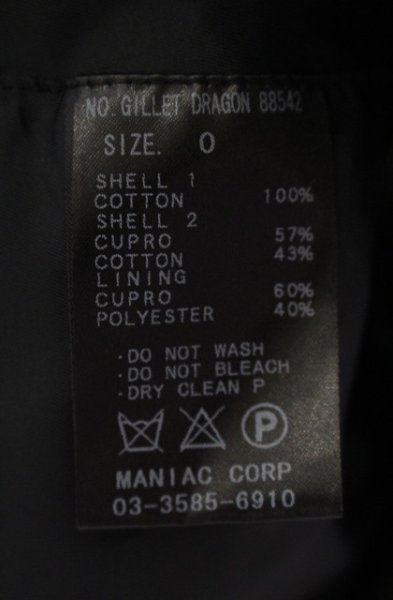 NO. GILLET DRAGON 88542
SIZE. 0
SHELL 1
COTTON 100%
SHELL 2
CUPRO 57%
COTTON 43%
LINING
CUPRO 60%
POLYESTER 40%
·DO NOT WASH
·DO NOT BLEACH
·DRY CLEAN P
P
MANIAC CORP
03-3585-6910